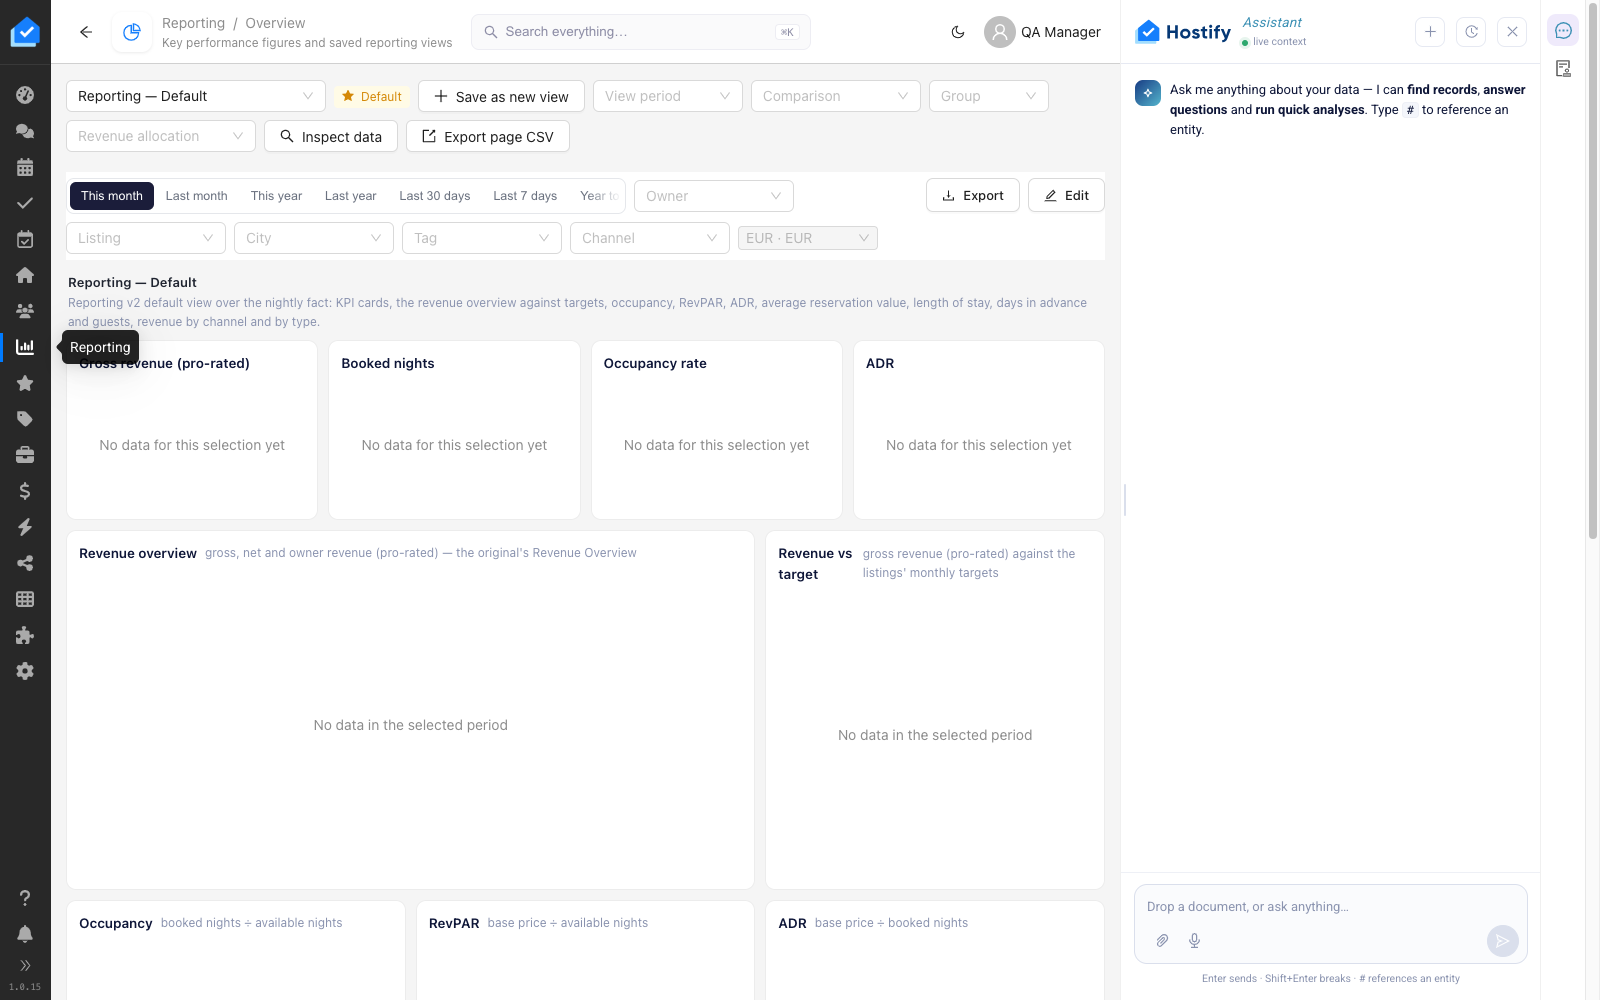 Reporting / Overview
Key performance figures and saved reporting views
Search everything...
⌘K
QA Manager
Hostify
Assistant
live context
Reporting — Default
Default
Save as new view
View period
Comparison
Group
Revenue allocation
Inspect data
Export page CSV
Ask me anything about your data — I can find records, answer
questions and run quick analyses. Type # to reference an
entity.
This month
Last month
This year
Last year
Last 30 days
Last 7 days
Year to
Owner
Export
Edit
Listing
City
Tag
Channel
EUR · EUR
Reporting — Default
Reporting v2 default view over the nightly fact: KPI cards, the revenue overview against targets, occupancy, RevPAR, ADR, average reservation value, length of stay, days in advance
and guests, revenue by channel and by type.
Reporting
Gross revenue (pro-rated)
Booked nights
Occupancy rate
ADR
No data for this selection yet
No data for this selection yet
No data for this selection yet
No data for this selection yet
Revenue overview gross, net and owner revenue (pro-rated) — the original's Revenue Overview
Revenue vs
target
gross revenue (pro-rated) against the
listings' monthly targets
No data in the selected period
No data in the selected period
Occupancy booked nights ÷ available nights
RevPAR base price ÷ available nights
ADR base price ÷ booked nights
Drop a document, or ask anything...
Enter sends · Shift+Enter breaks · # references an entity
1.0.15